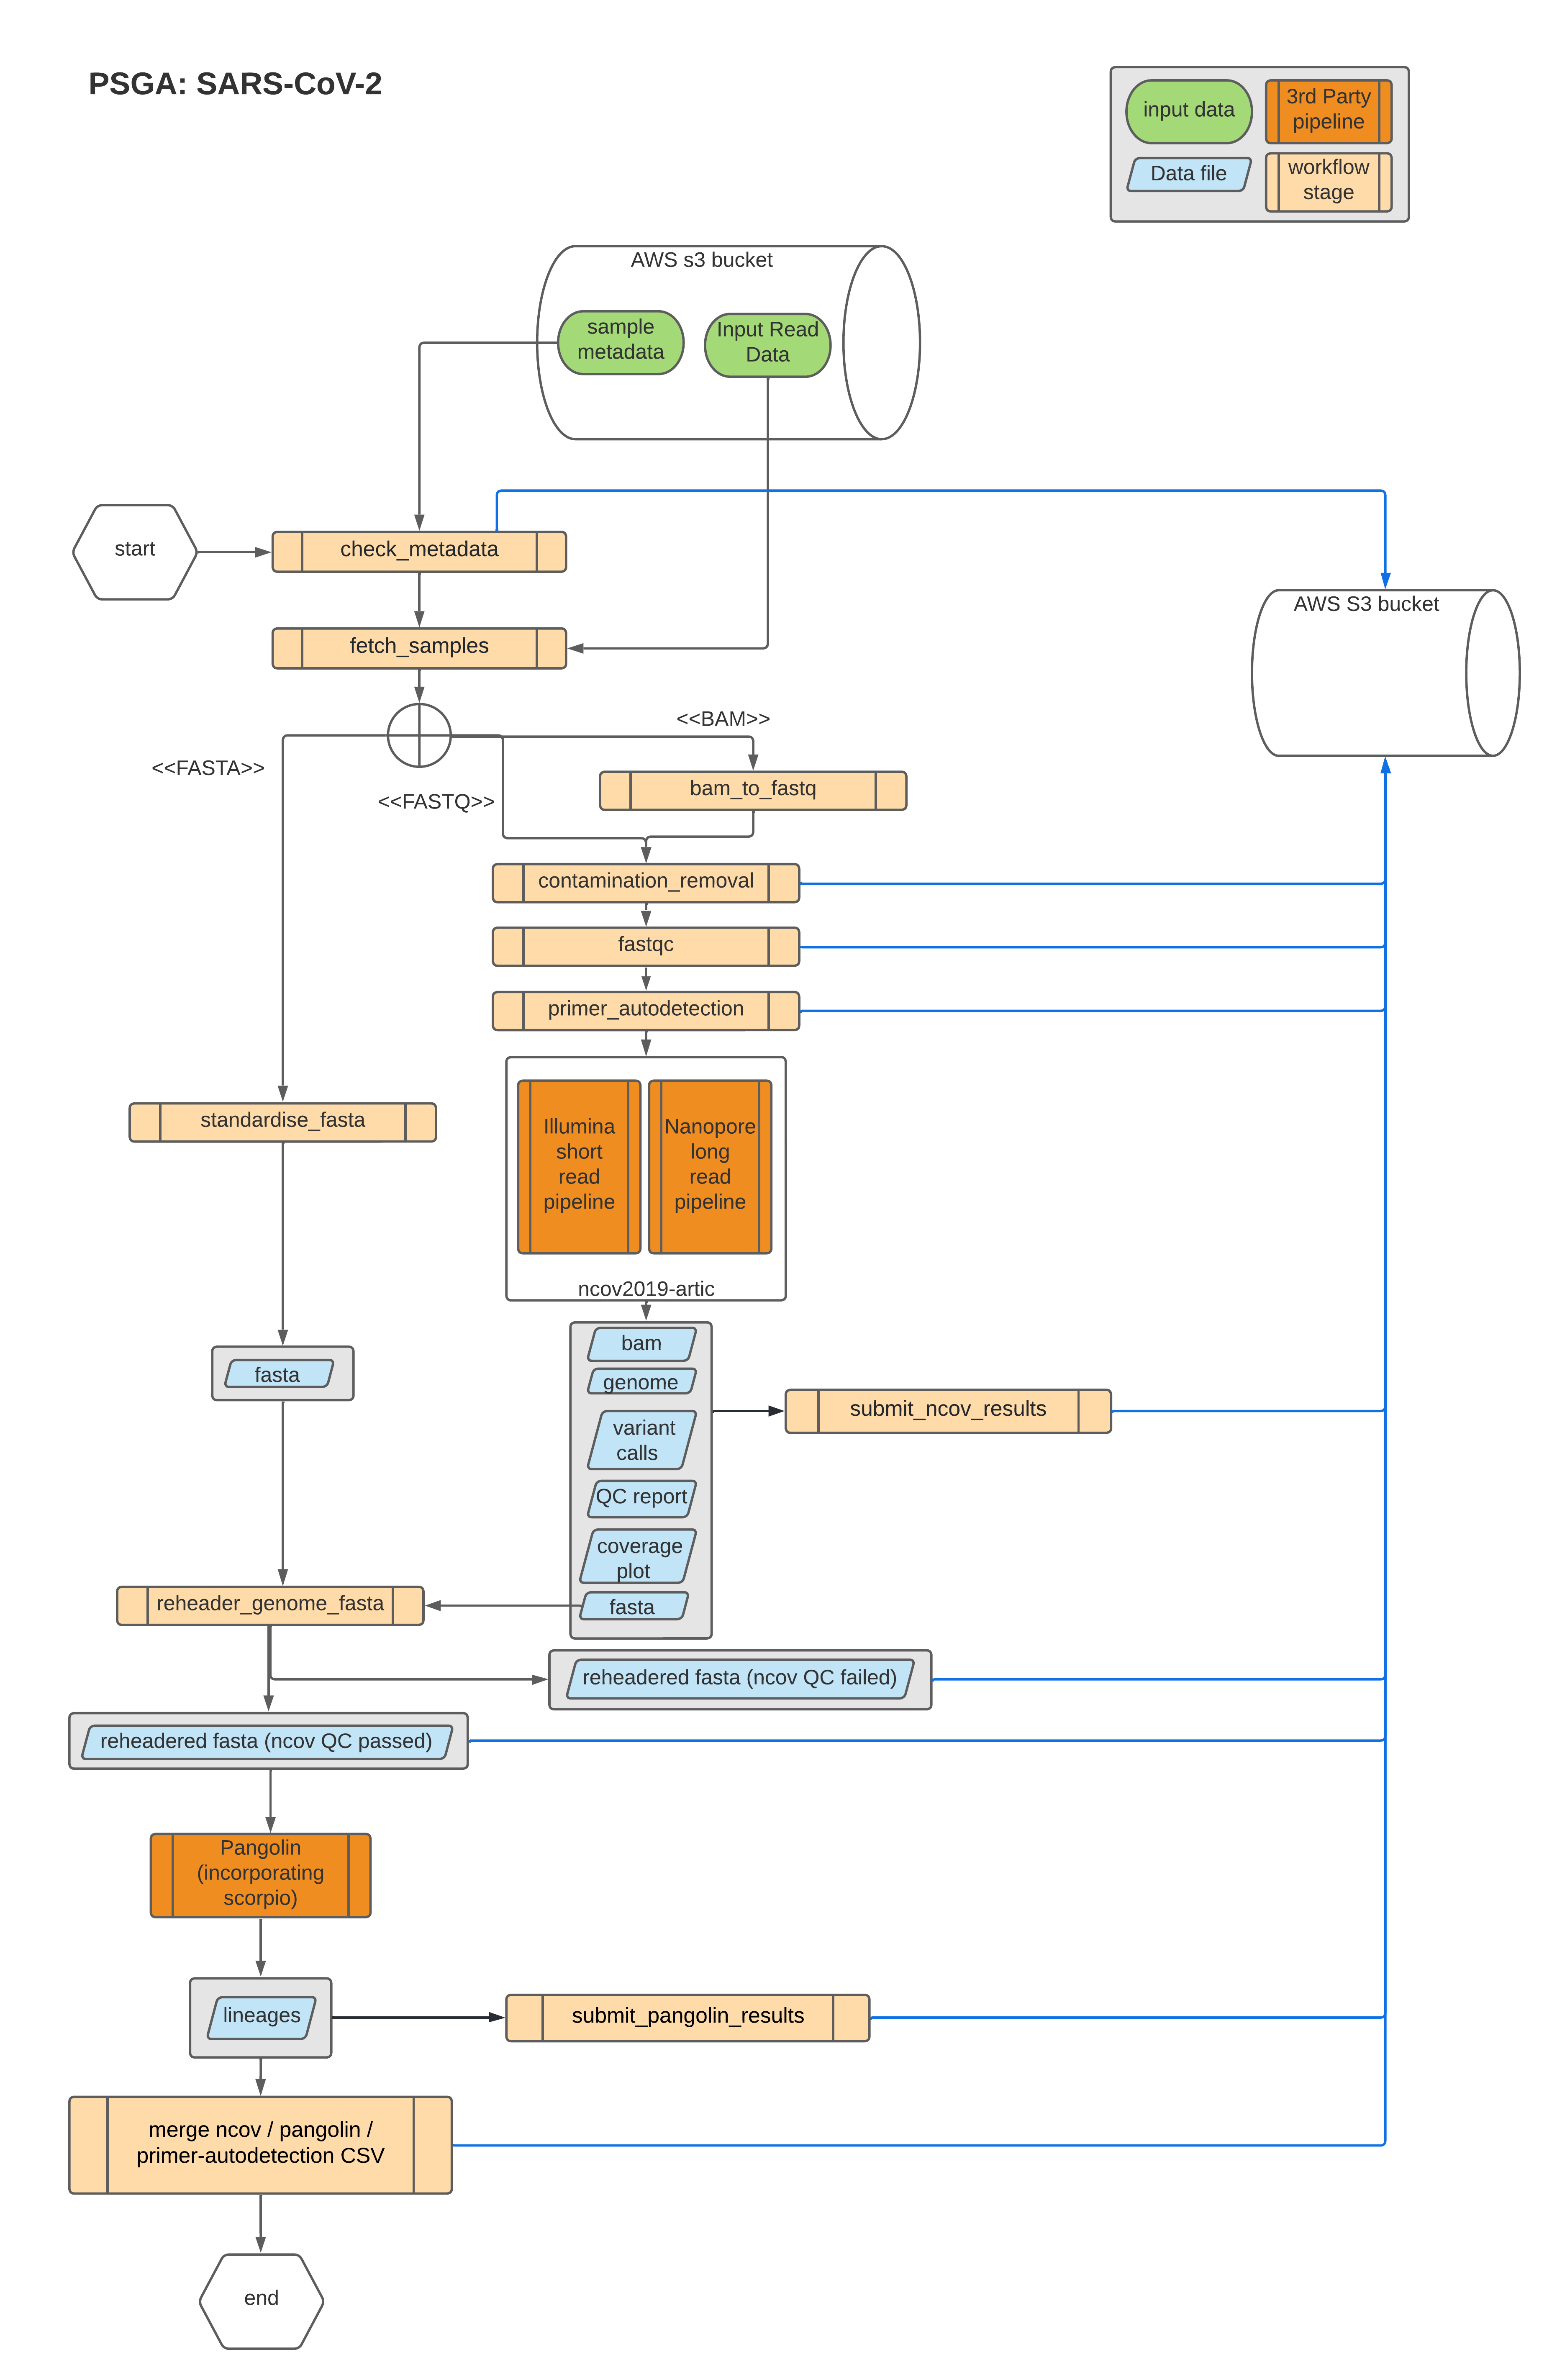 PSGA: SARS-CoV-2
input data
3rd Party
pipeline
Data file
workflow
stage
AWS s3 bucket
sample
metadata
Input Read
Data
start
check_metadata
AWS S3 bucket
fetch_samples
<<BAM>>
<<FASTA>>
<<FASTQ>>
bam_to_fastq
contamination_removal
fastqc
primer_autodetection
standardise_fasta
Illumina
short
read
pipeline
Nanopore
long
read
pipeline
ncov2019-artic
fasta
bam
genome
variant
calls
QC report
coverage
plot
fasta
submit_ncov_results
reheader_genome_fasta
reheadered fasta (ncov QC failed)
reheadered fasta (ncov QC passed)
Pangolin
(incorporating
scorpio)
lineages
submit_pangolin_results
merge ncov / pangolin /
primer-autodetection CSV
end